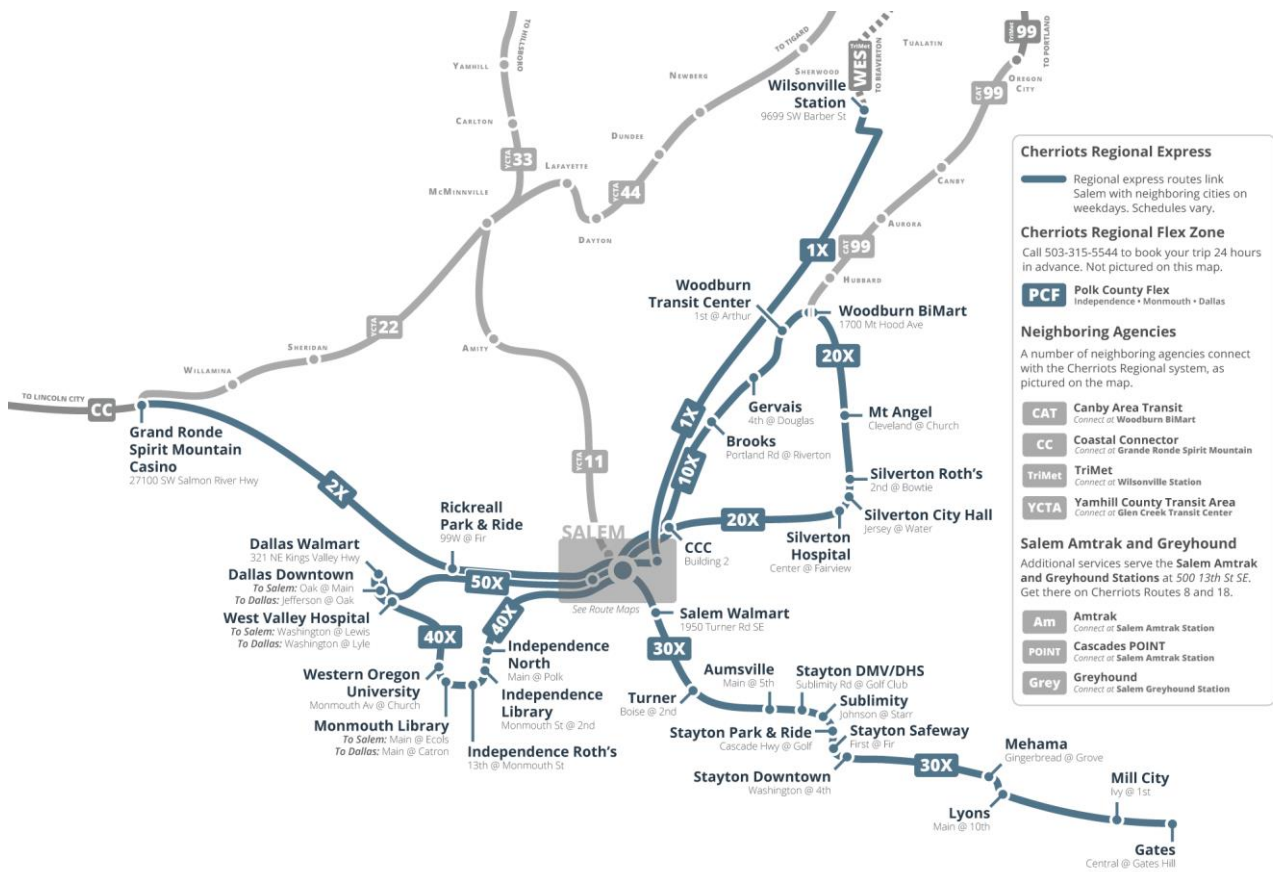 TO HILLSBORO
YAMHILL
CARLTON
YCTA 33
McMINNVILLE
LAFAYETTE
DAYTON
YCTA 44
DUNDEE
NEWBERG
TO TIGARD
SHERWOOD
WES TriMet
TO BEAVERTON
TUALATIN
TriMet 99
TO PORTLAND
OREGON
CITY
CAT 99
CANBY
AURORA
CAT 99
HUBBARD
Wilsonville
Station
9699 SW Barber St
1X
Woodburn
Transit Center
1st @ Arthur
Woodburn BiMart
1700 Mt Hood Ave
20X
Gervais
4th @ Douglas
Brooks
Portland Rd @ Riverton
1X
10X
Mt Angel
Cleveland @ Church
Silverton Roth's
2nd @ Bowtie
Silverton City Hall
Jersey @ Water
Silverton
Hospital
Center @ Fairview
20X
CCC
Building 2
YCTA 22
SHERIDAN
WILLAMINA
AMITY
YCTA 11
TO LINCOLN CITY
CC
Grand Ronde
Spirit Mountain
Casino
27100 SW Salmon River Hwy
2X
Rickreall
Park & Ride
99W @ Fir
SALEM
See Route Maps
50X
Dallas Walmart
321 NE Kings Valley Hwy
Dallas Downtown
To Salem: Oak @ Main
To Dallas: Jefferson @ Oak
West Valley Hospital
To Salem: Washington @ Lewis
To Dallas: Washington @ Lyle
40X
40X
Western Oregon
University
Monmouth Av @ Church
Monmouth Library
To Salem: Main @ Ecols
To Dallas: Main @ Catron
Independence
North
Main @ Polk
Independence
Library
Monmouth St @ 2nd
Independence Roth's
13th @ Monmouth St
Salem Walmart
1950 Turner Rd SE
30X
Turner
Boise @ 2nd
Aumsville
Main @ 5th
Stayton DMV/DHS
Sublimity Rd @ Golf Club
Sublimity
Johnson @ Starr
Stayton Park & Ride
Cascade Hwy @ Golf
Stayton Safeway
First @ Fir
Stayton Downtown
Washington @ 4th
30X
Mehama
Gingerbread @ Grove
Lyons
Main @ 10th
Mill City
Ivy @ 1st
Gates
Central @ Gates Hill
Cherriots Regional Express
Regional express routes link
Salem with neighboring cities on
weekdays. Schedules vary.
Cherriots Regional Flex Zone
Call 503-315-5544 to book your trip 24 hours
in advance. Not pictured on this map.
PCF
Polk County Flex
Independence • Monmouth • Dallas
Neighboring Agencies
A number of neighboring agencies connect
with the Cherriots Regional system, as
pictured on the map.
CAT
Canby Area Transit
Connect at Woodburn BiMart
CC
Coastal Connector
Connect at Grande Ronde Spirit Mountain
TriMet
TriMet
Connect at Wilsonville Station
YCTA
Yamhill County Transit Area
Connect at Glen Creek Transit Center
Salem Amtrak and Greyhound
Additional services serve the Salem Amtrak
and Greyhound Stations at 500 13th St SE.
Get there on Cherriots Routes 8 and 18.
Am
Amtrak
Connect at Salem Amtrak Station
POINT
Cascades POINT
Connect at Salem Amtrak Station
Grey
Greyhound
Connect at Salem Greyhound Station